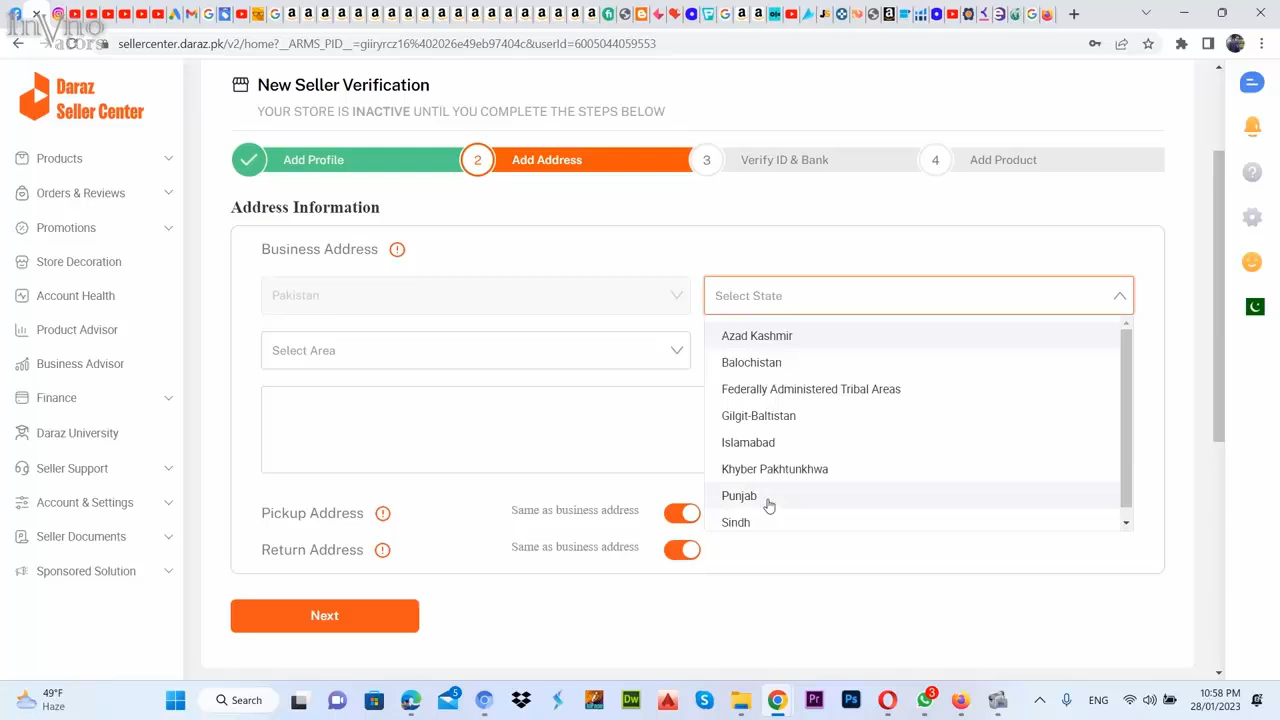 InVno
Vacors
sellercenter.daraz.pk/v2/home?__ARMS_PID__=giiryrcz16%402026e49eb97404c&userId=6005044059553
Daraz
Seller Center
Products
Orders & Reviews
Promotions
Store Decoration
Account Health
Product Advisor
Business Advisor
Finance
Daraz University
Seller Support
Account & Settings
Seller Documents
Sponsored Solution
New Seller Verification
YOUR STORE IS INACTIVE UNTIL YOU COMPLETE THE STEPS BELOW
Add Profile
2 Add Address
3 Verify ID & Bank
4 Add Product
Address Information
Business Address
Pakistan
Select State
Select Area
Azad Kashmir
Balochistan
Federally Administered Tribal Areas
Gilgit-Baltistan
Islamabad
Khyber Pakhtunkhwa
Punjab
Sindh
Pickup Address Same as business address
Return Address Same as business address
Next
49°F
Haze
Search
5
3
ENG
10:58 PM
28/01/2023